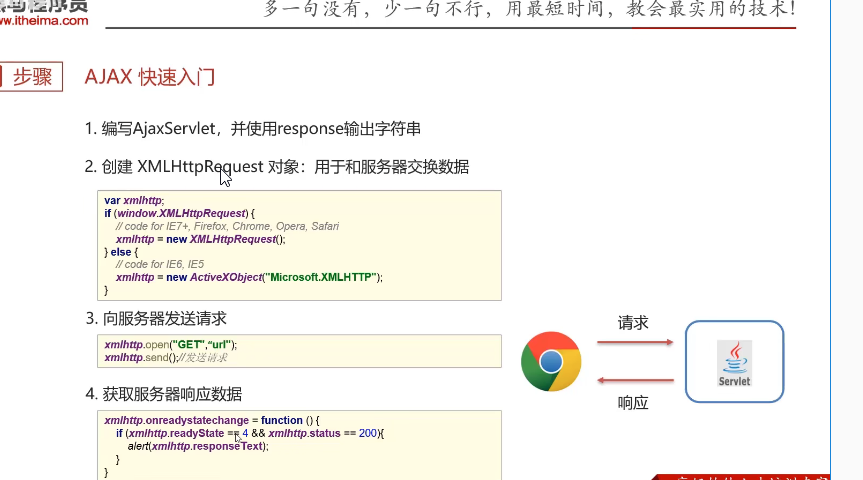 www.itheima.com
多一句没有，少一句不行，用最短时间，教会最实用的技术！
步骤
AJAX 快速入门
1. 编写AjaxServlet，并使用response输出字符串
2. 创建 XMLHttpRequest 对象：用于和服务器交换数据
var xmlhttp;
if (window.XMLHttpRequest) {
// code for IE7+, Firefox, Chrome, Opera, Safari
xmlhttp = new XMLHttpRequest();
} else {
// code for IE6, IE5
xmlhttp = new ActiveXObject("Microsoft.XMLHTTP");
}
3. 向服务器发送请求
xmlhttp.open("GET","url");
xmlhttp.send();//发送请求
请求
Servlet
响应
4. 获取服务器响应数据
xmlhttp.onreadystatechange = function () {
if (xmlhttp.readyState == 4 && xmlhttp.status == 200){
alert(xmlhttp.responseText);
}
}